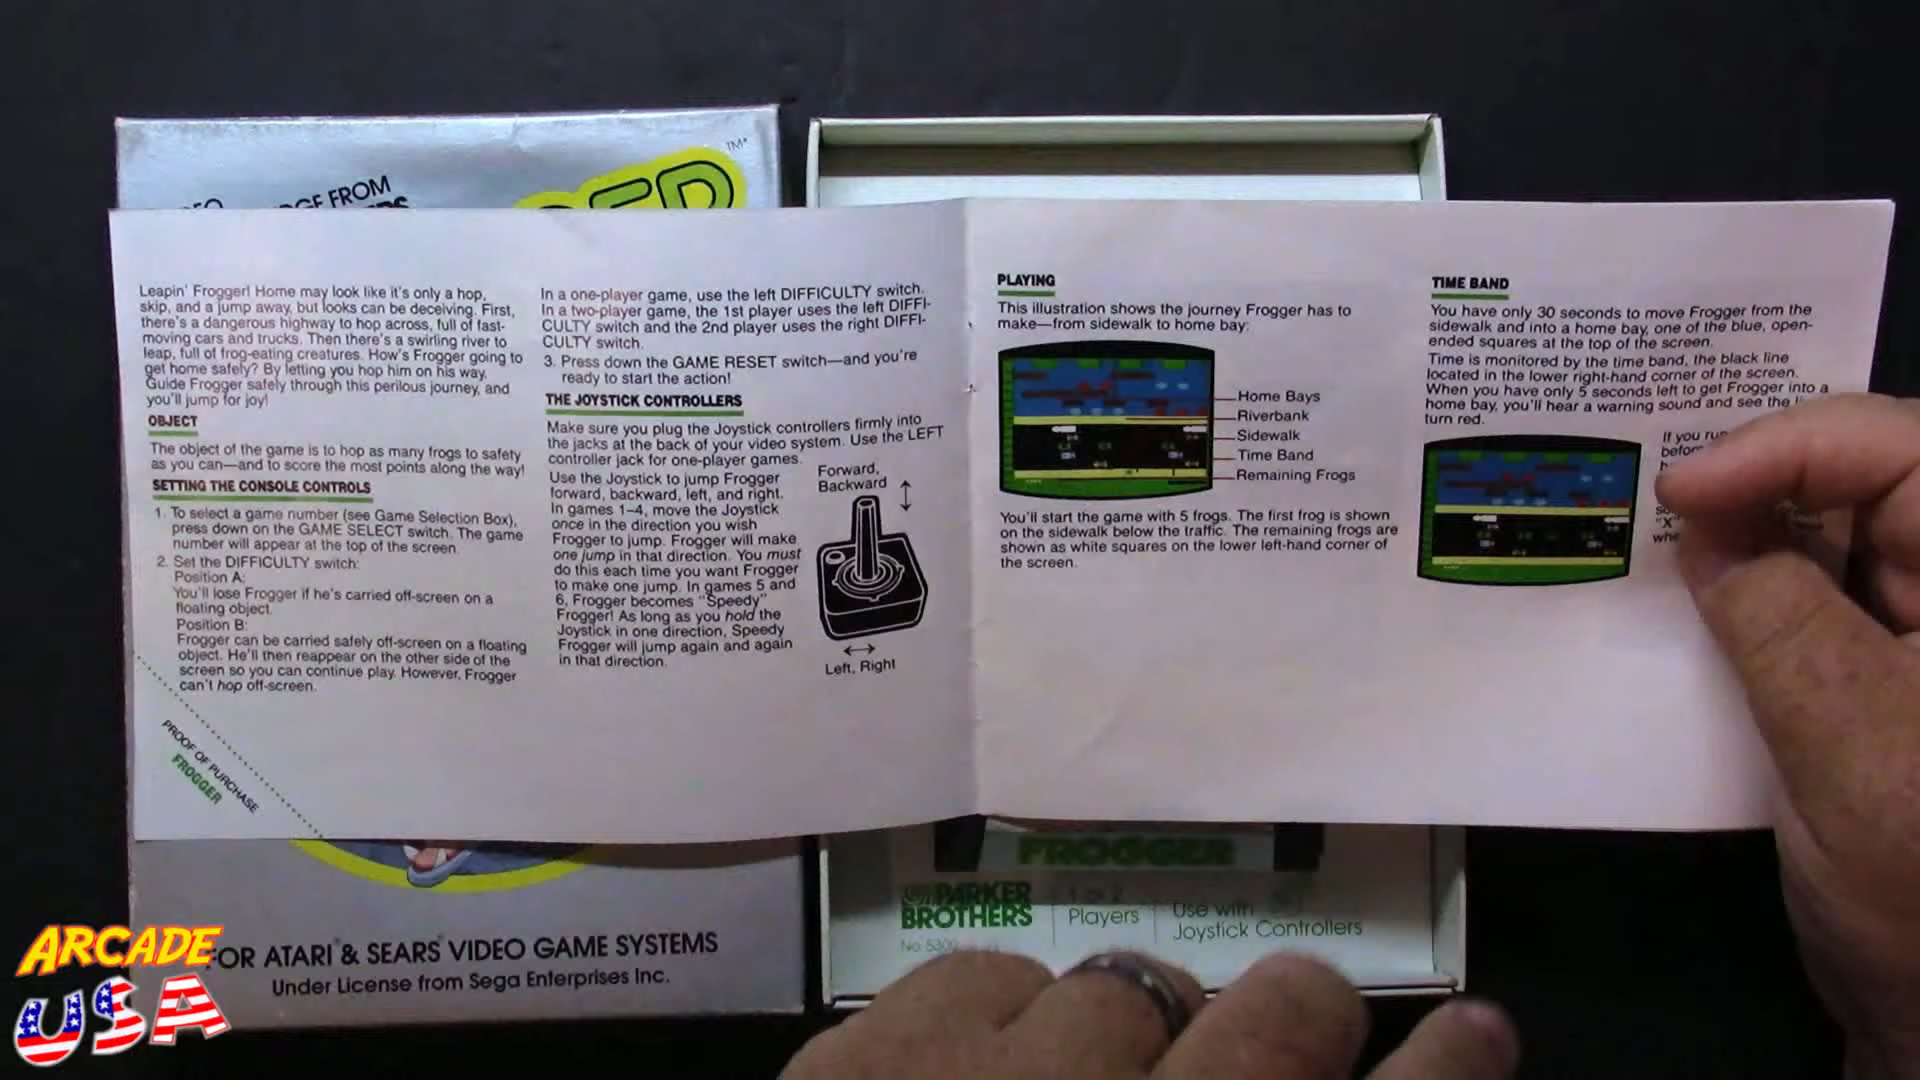 TM*
GE FROM
Leapin' Frogger! Home may look like it's only a hop,
skip, and a jump away, but looks can be deceiving. First,
there's a dangerous highway to hop across, full of fast-
moving cars and trucks. Then there's a swirling river to
leap, full of frog-eating creatures. How's Frogger going to
get home safely? By letting you hop him on his way.
Guide Frogger safely through this perilous journey, and
you'll jump for joy!
OBJECT
The object of the game is to hop as many frogs to safety
as you can—and to score the most points along the way!
SETTING THE CONSOLE CONTROLS
1. To select a game number (see Game Selection Box),
press down on the GAME SELECT switch. The game
number will appear at the top of the screen.
2. Set the DIFFICULTY switch:
Position A:
You'll lose Frogger if he's carried off-screen on a
floating object.
Position B:
Frogger can be carried safely off-screen on a floating
object. He'll then reappear on the other side of the
screen so you can continue play. However, Frogger
can't hop off-screen.
PROOF OF PURCHASE
FROGGER
In a one-player game, use the left DIFFICULTY switch.
In a two-player game, the 1st player uses the left DIFFI-
CULTY switch and the 2nd player uses the right DIFFI-
CULTY switch.
3. Press down the GAME RESET switch—and you're
ready to start the action!
THE JOYSTICK CONTROLLERS
Make sure you plug the Joystick controllers firmly into
the jacks at the back of your video system. Use the LEFT
controller jack for one-player games.
Use the Joystick to jump Frogger
forward, backward, left, and right.
In games 1–4, move the Joystick
once in the direction you wish
Frogger to jump. Frogger will make
one jump in that direction. You must
do this each time you want Frogger
to make one jump. In games 5 and
6, Frogger becomes "Speedy"
Frogger! As long as you hold the
Joystick in one direction, Speedy
Frogger will jump again and again
in that direction.
Forward,
Backward
Left, Right
PLAYING
This illustration shows the journey Frogger has to
make—from sidewalk to home bay:
Home Bays
Riverbank
Sidewalk
Time Band
Remaining Frogs
You'll start the game with 5 frogs. The first frog is shown
on the sidewalk below the traffic. The remaining frogs are
shown as white squares on the lower left-hand corner of
the screen.
TIME BAND
You have only 30 seconds to move Frogger from the
sidewalk and into a home bay, one of the blue, open-
ended squares at the top of the screen.
Time is monitored by the time band, the black line
located in the lower right-hand corner of the screen.
When you have only 5 seconds left to get Frogger into a
home bay, you'll hear a warning sound and see the
turn red.
If you
FROGGER
PARKER
BROTHERS
Players
Use with
Joystick Controllers
FOR ATARI® & SEARS® VIDEO GAME SYSTEMS
Under License from Sega Enterprises Inc.
ARCADE
USA